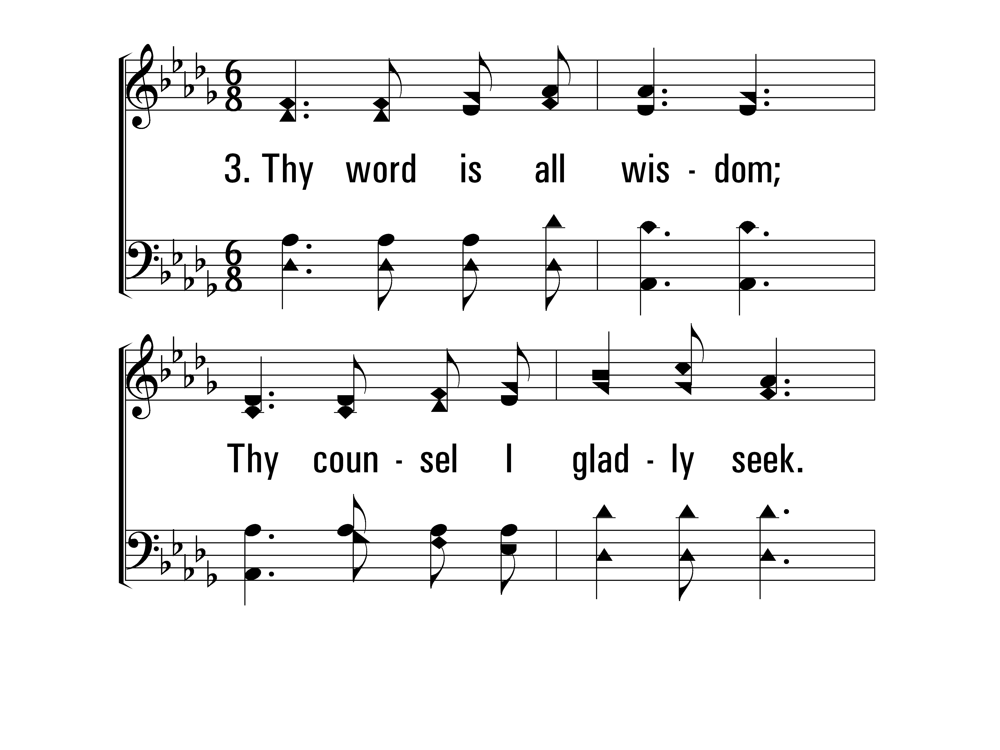 3. Thy word is all wis - dom;
Thy coun - sel I glad - ly seek.